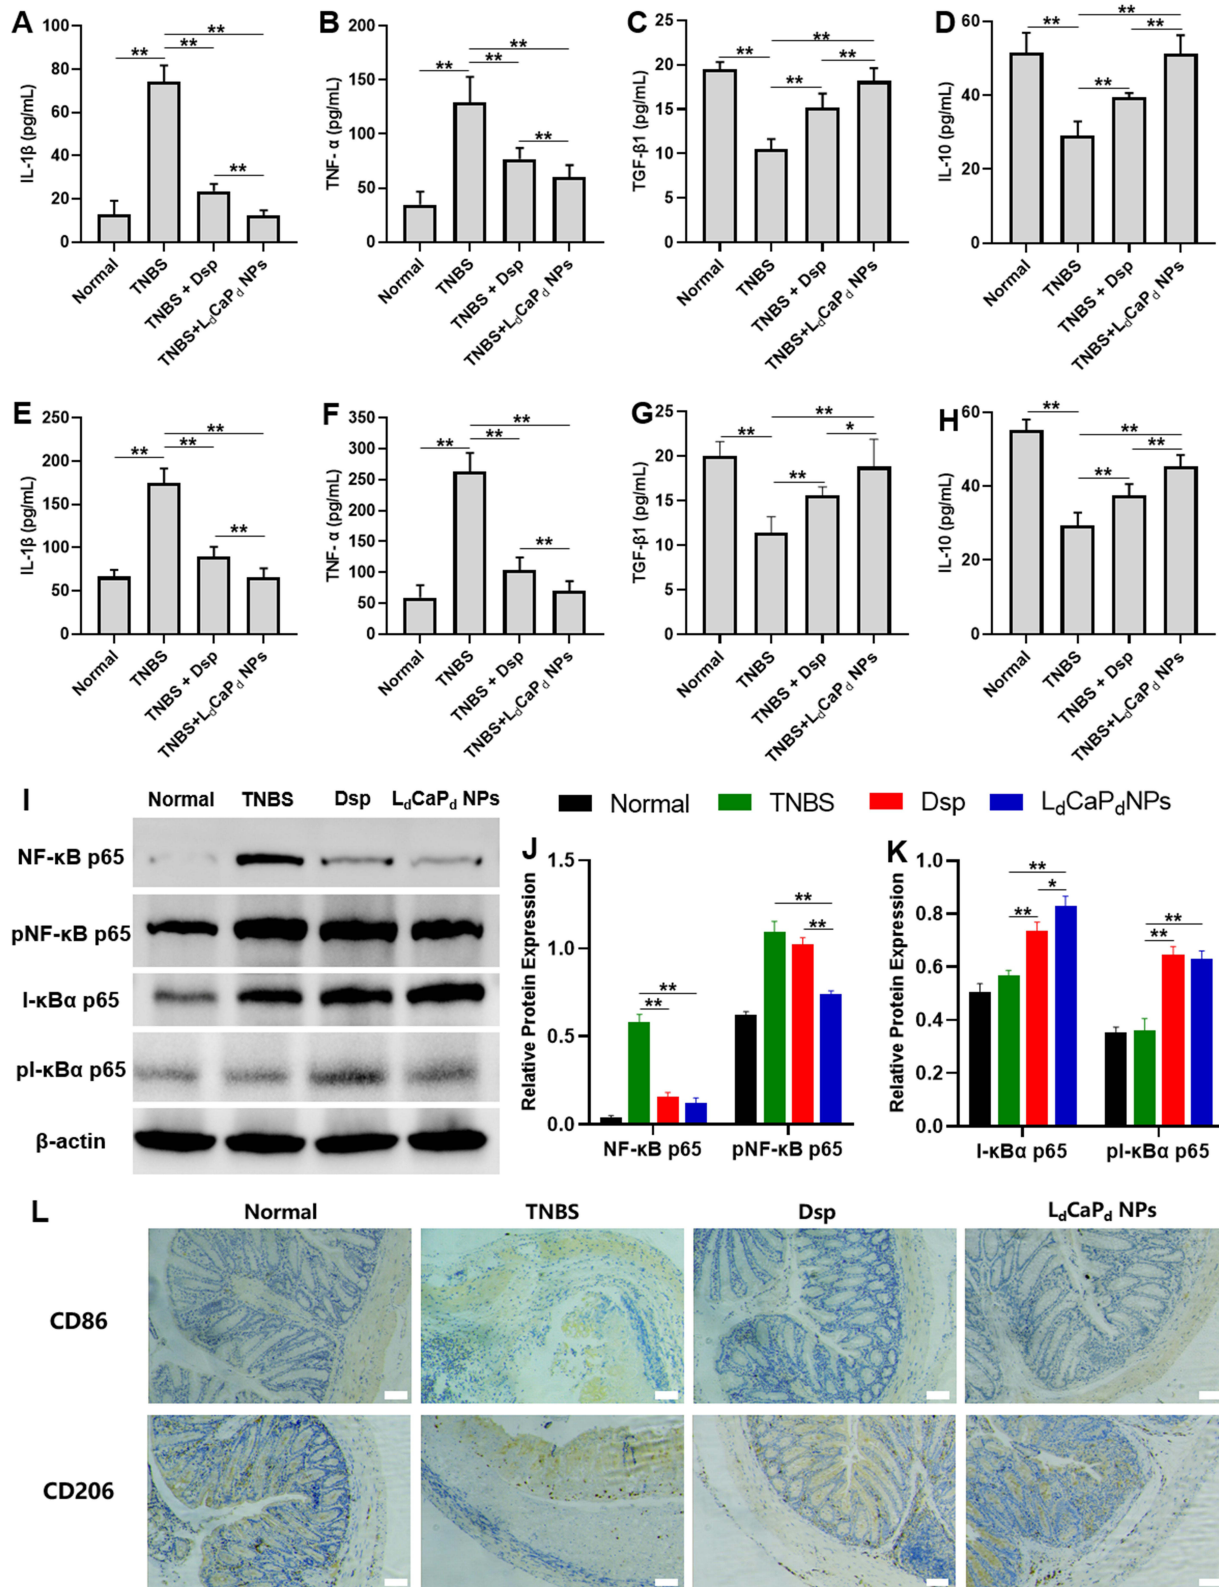 A
IL-1β (pg/mL)
100
80
60
40
20
0
** ** ** **
Normal
TNBS
TNBS + Dsp
TNBS+LdCaPd NPs
B
TNF- α (pg/mL)
200
150
100
50
0
** ** ** **
Normal
TNBS
TNBS + Dsp
TNBS+LdCaPd NPs
C
TGF-β1 (pg/mL)
25
20
15
10
5
0
** ** ** **
Normal
TNBS
TNBS + Dsp
TNBS+LdCaPd NPs
D
IL-10 (pg/mL)
60
40
20
0
** ** ** **
Normal
TNBS
TNBS + Dsp
TNBS+LdCaPd NPs
E
IL-1β (pg/mL)
250
200
150
100
50
0
** ** ** **
Normal
TNBS
TNBS + Dsp
TNBS+LdCaPd NPs
F
TNF- α (pg/mL)
350
300
250
200
150
100
50
0
** ** ** **
Normal
TNBS
TNBS + Dsp
TNBS+LdCaPd NPs
G
TGF-β1 (pg/mL)
25
20
15
10
5
0
** ** * **
Normal
TNBS
TNBS + Dsp
TNBS+LdCaPd NPs
H
IL-10 (pg/mL)
60
40
20
0
** ** ** **
Normal
TNBS
TNBS + Dsp
TNBS+LdCaPd NPs
I
Normal TNBS Dsp LdCaPd NPs
NF-κB p65
pNF-κB p65
I-κBα p65
pI-κBα p65
β-actin
Normal TNBS Dsp LdCaPdNPs
J
Relative Protein Expression
1.5
1.0
0.5
0.0
** ** ** **
NF-κB p65 pNF-κB p65
K
Relative Protein Expression
1.0
0.8
0.6
0.4
0.2
0.0
** * ** ** **
I-κBα p65 pI-κBα p65
L
Normal TNBS Dsp LdCaPd NPs
CD86
CD206